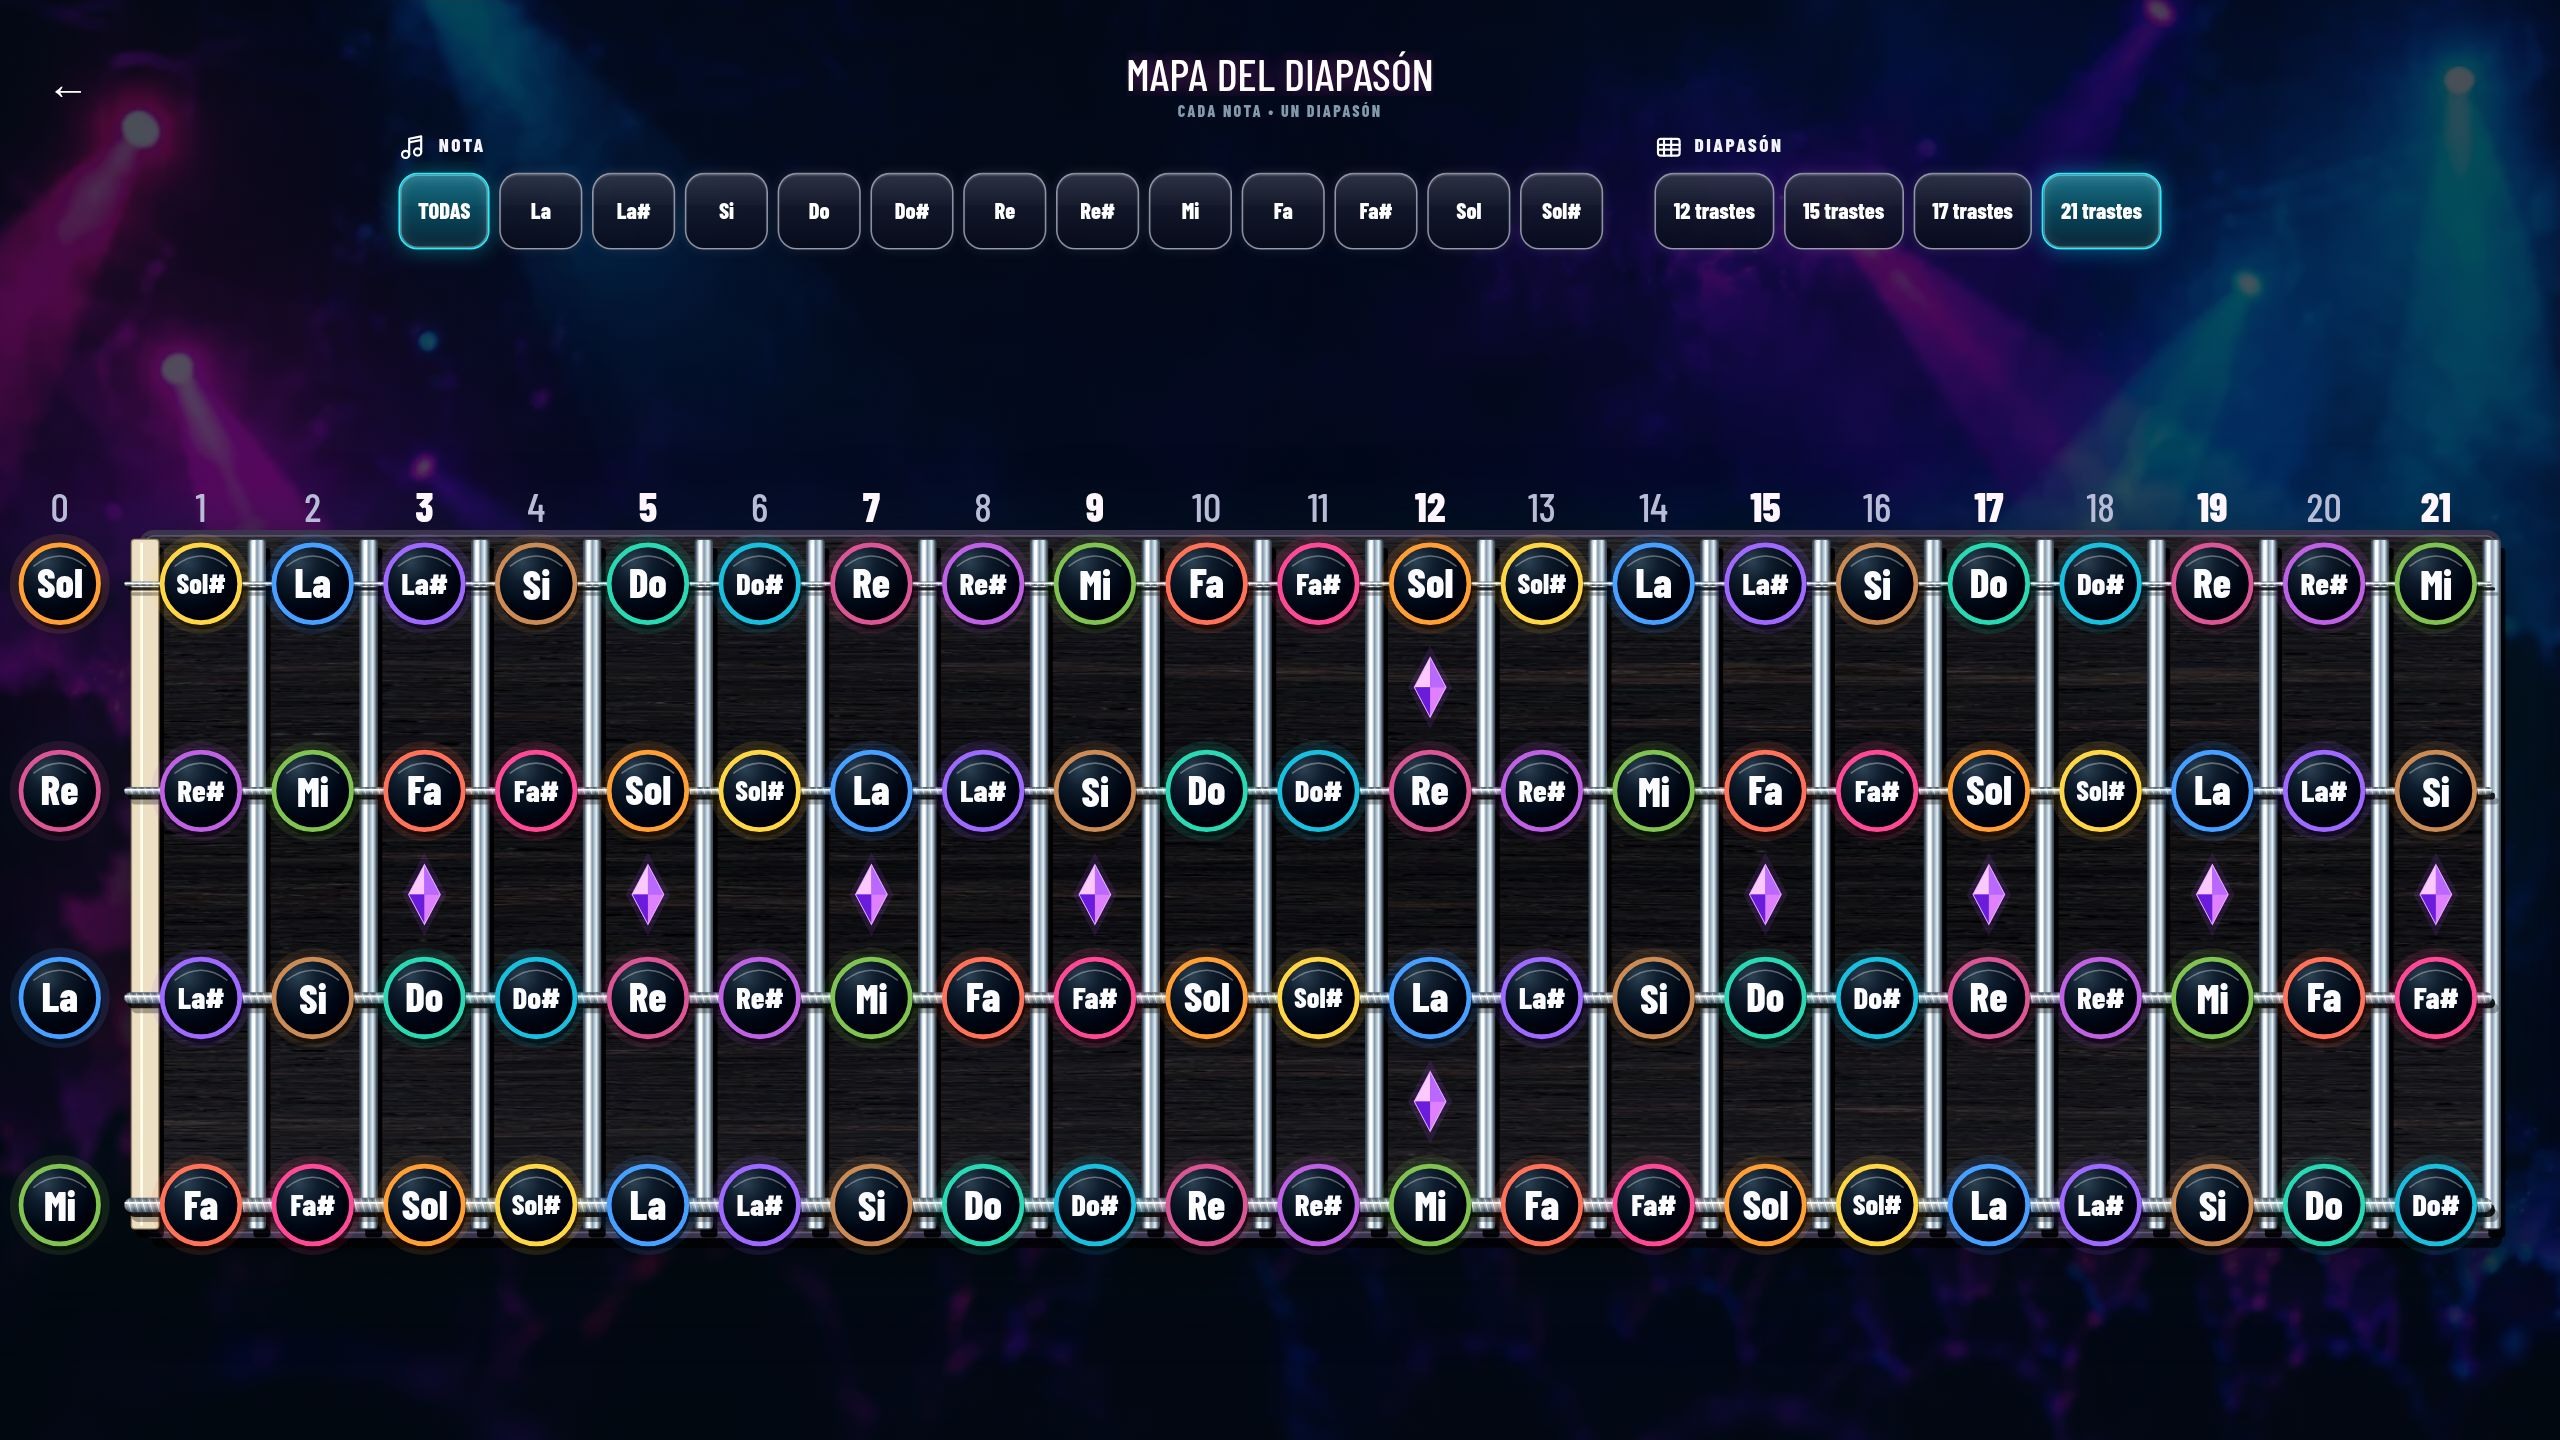 ←
MAPA DEL DIAPASÓN
CADA NOTA • UN DIAPASÓN
NOTA
DIAPASÓN
TODAS La La# Si Do Do# Re Re# Mi Fa Fa# Sol Sol# 12 trastes 15 trastes 17 trastes 21 trastes
0 1 2 3 4 5 6 7 8 9 10 11 12 13 14 15 16 17 18 19 20 21
Sol Sol# La La# Si Do Do# Re Re# Mi Fa Fa# Sol Sol# La La# Si Do Do# Re Re# Mi
Re Re# Mi Fa Fa# Sol Sol# La La# Si Do Do# Re Re# Mi Fa Fa# Sol Sol# La La# Si
La La# Si Do Do# Re Re# Mi Fa Fa# Sol Sol# La La# Si Do Do# Re Re# Mi Fa Fa#
Mi Fa Fa# Sol Sol# La La# Si Do Do# Re Re# Mi Fa Fa# Sol Sol# La La# Si Do Do#